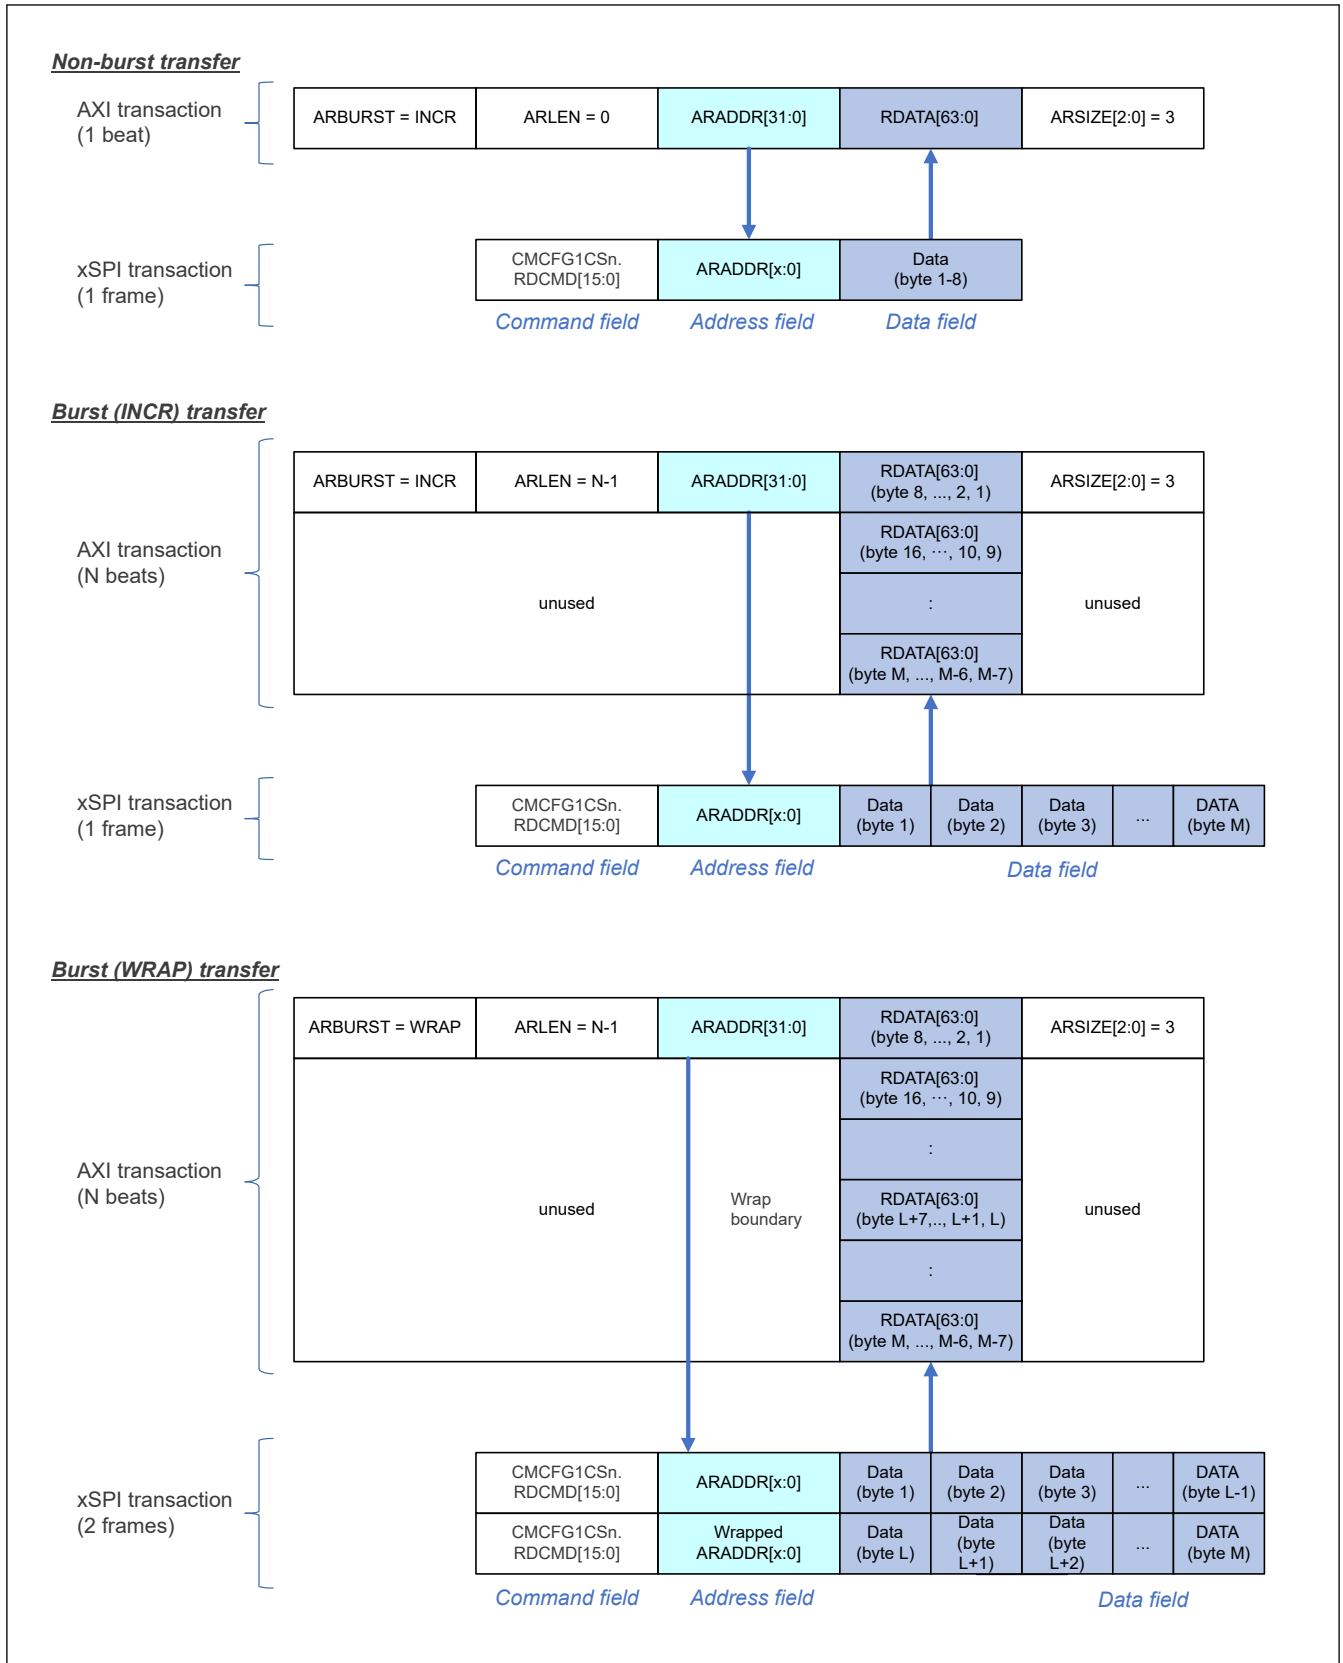 Non-burst transfer
AXI transaction
(1 beat)
ARBURST = INCR
ARLEN = 0
ARADDR[31:0]
RDATA[63:0]
ARSIZE[2:0] = 3
xSPI transaction
(1 frame)
CMCFG1CSn.
RDCMD[15:0]
ARADDR[x:0]
Data
(byte 1-8)
Command field
Address field
Data field
Burst (INCR) transfer
AXI transaction
(N beats)
ARBURST = INCR
ARLEN = N-1
ARADDR[31:0]
RDATA[63:0]
(byte 8, ..., 2, 1)
ARSIZE[2:0] = 3
unused
RDATA[63:0]
(byte 16, ⋯, 10, 9)
:
RDATA[63:0]
(byte M, ..., M-6, M-7)
unused
xSPI transaction
(1 frame)
CMCFG1CSn.
RDCMD[15:0]
ARADDR[x:0]
Data
(byte 1)
Data
(byte 2)
Data
(byte 3)
...
DATA
(byte M)
Command field
Address field
Data field
Burst (WRAP) transfer
AXI transaction
(N beats)
ARBURST = WRAP
ARLEN = N-1
ARADDR[31:0]
RDATA[63:0]
(byte 8, ..., 2, 1)
ARSIZE[2:0] = 3
unused
Wrap
boundary
RDATA[63:0]
(byte 16, ⋯, 10, 9)
:
RDATA[63:0]
(byte L+7,.., L+1, L)
:
RDATA[63:0]
(byte M, ..., M-6, M-7)
unused
xSPI transaction
(2 frames)
CMCFG1CSn.
RDCMD[15:0]
ARADDR[x:0]
Data
(byte 1)
Data
(byte 2)
Data
(byte 3)
...
DATA
(byte L-1)
CMCFG1CSn.
RDCMD[15:0]
Wrapped
ARADDR[x:0]
Data
(byte L)
Data
(byte
L+1)
Data
(byte
L+2)
...
DATA
(byte M)
Command field
Address field
Data field